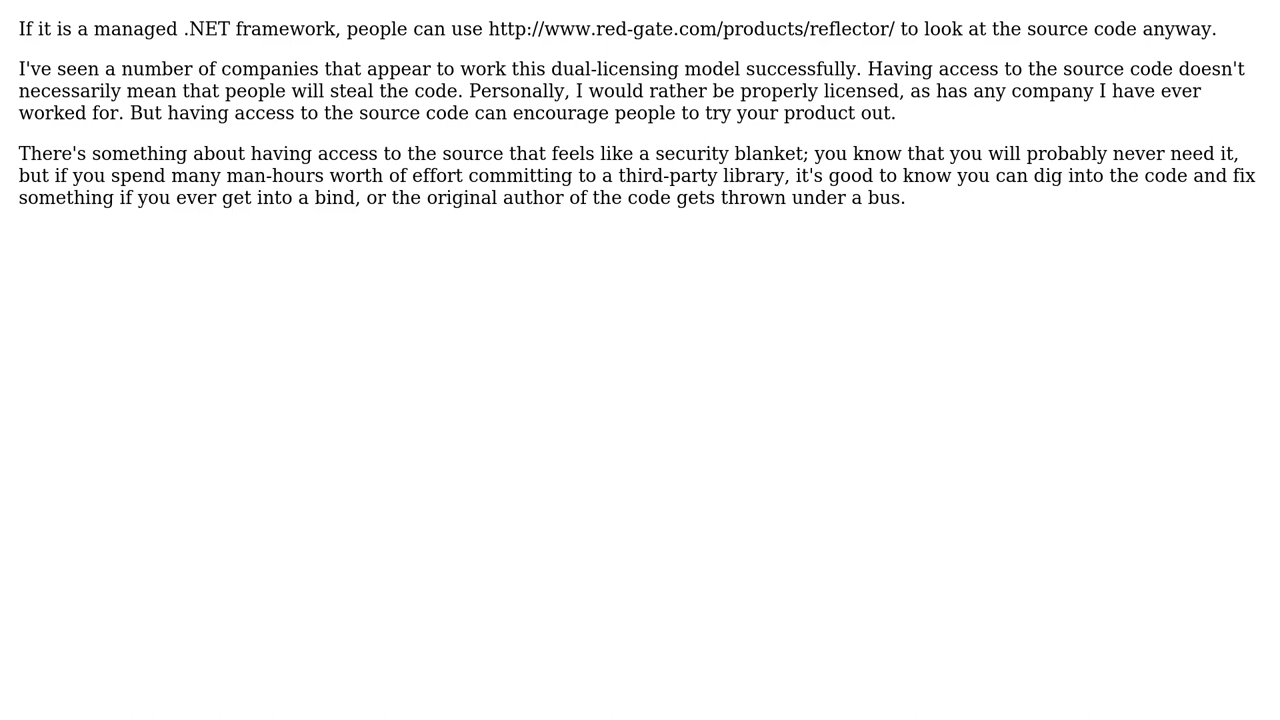 If it is a managed .NET framework, people can use http://www.red-gate.com/products/reflector/ to look at the source code anyway.
I've seen a number of companies that appear to work this dual-licensing model successfully. Having access to the source code doesn't
necessarily mean that people will steal the code. Personally, I would rather be properly licensed, as has any company I have ever
worked for. But having access to the source code can encourage people to try your product out.
There's something about having access to the source that feels like a security blanket; you know that you will probably never need it,
but if you spend many man-hours worth of effort committing to a third-party library, it's good to know you can dig into the code and fix
something if you ever get into a bind, or the original author of the code gets thrown under a bus.